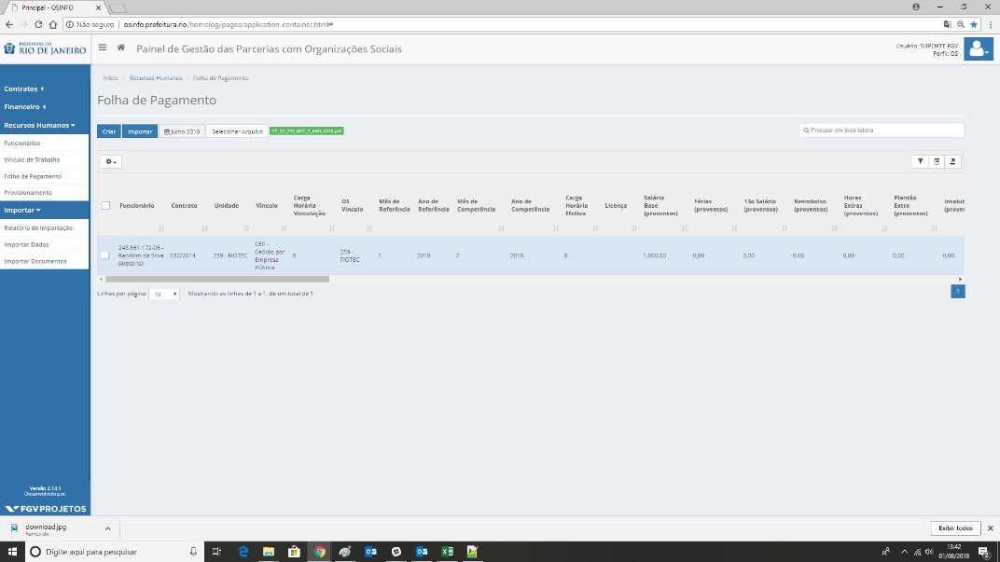 Principal - OSINFO
Não seguro | osinfo.prefeitura.rio/homolog/pages/application-container.html#
PREFEITURA DO
RIO DE JANEIRO
Painel de Gestão das Parcerias com Organizações Sociais
Usuário: SUPORTE FGV
Perfil: OS
Contratos
Financeiro
Recursos Humanos
Funcionários
Vínculo de Trabalho
Folha de Pagamento
Provisionamento
Importar
Relatório de Importação
Importar Dados
Importar Documentos
Início
Recursos Humanos
Folha de Pagamento
Folha de Pagamento
Criar
Importar
Julho 2018
Selecionar Arquivo
FP_OS_259_MES_7_ANO_2018.pdf
Procurar em toda tabela
Funcionário
Contrato
Unidade
Vínculo
Carga Horária Vinculação
OS Vínculo
Mês de Referência
Ano de Referência
Mês de Competência
Ano de Competência
Carga Horária Efetiva
Licença
Salário Base (proventos)
Férias (proventos)
13o Salário (proventos)
Reembolso (proventos)
Horas Extras (proventos)
Plantão Extra (proventos)
Insalut (prover
248.661.172-06 - Random da Silva (Aletório)
032/2014
259 - FIOTEC
CEP - Cedido por Empresa Pública
8
259 - FIOTEC
7
2018
7
2018
8
1.000,00
0,00
0,00
0,00
0,00
0,00
0,00
Linhas por página:
10
Mostrando as linhas de 1 a 1, de um total de 1.
1
Versão 2.14.1
Desenvolvido por:
FGV PROJETOS
download.jpg
Removido
Exibir todos
Digite aqui para pesquisar
13:42
01/08/2018
2